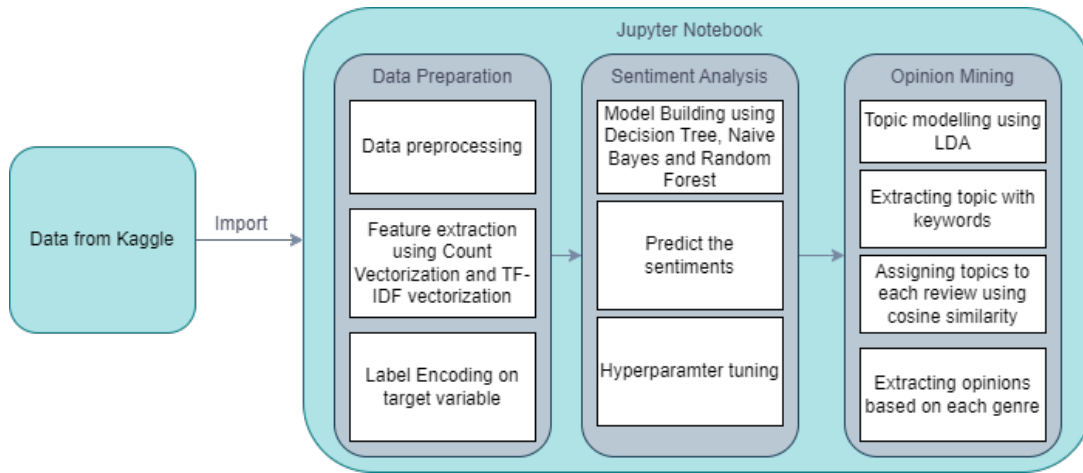 Jupyter Notebook
Data from Kaggle
Import
Data Preparation
Data preprocessing
Feature extraction
using Count
Vectorization and TF-
IDF vectorization
Label Encoding on
target variable
Sentiment Analysis
Model Building using
Decision Tree, Naive
Bayes and Random
Forest
Predict the
sentiments
Hyperparamter tuning
Opinion Mining
Topic modelling using
LDA
Extracting topic with
keywords
Assigning topics to
each review using
cosine similarity
Extracting opinions
based on each genre